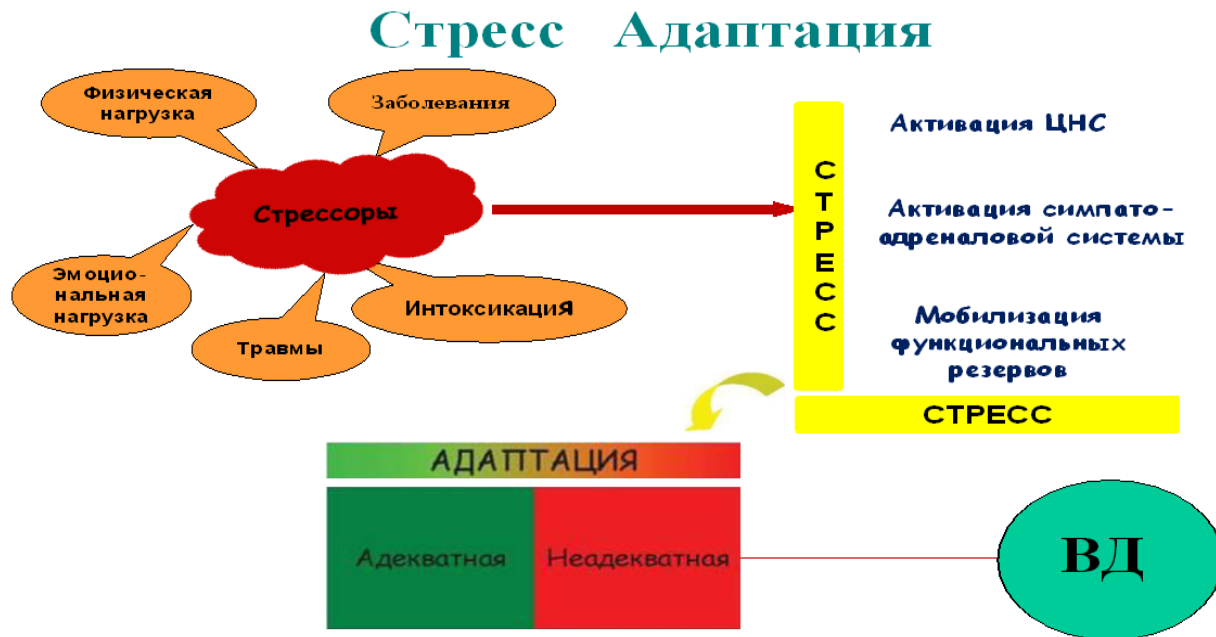 Стресс Адаптация
Физическая
нагрузка
Заболевания
Стрессоры
Эмоцио-
нальная
нагрузка
Травмы
Интоксикация
СТРЕСС
Активация ЦНС
Активация симпато-
адреналовой системы
Мобилизация
функциональных
резервов
СТРЕСС
АДАПТАЦИЯ
Адекватная
Неадекватная
ВД